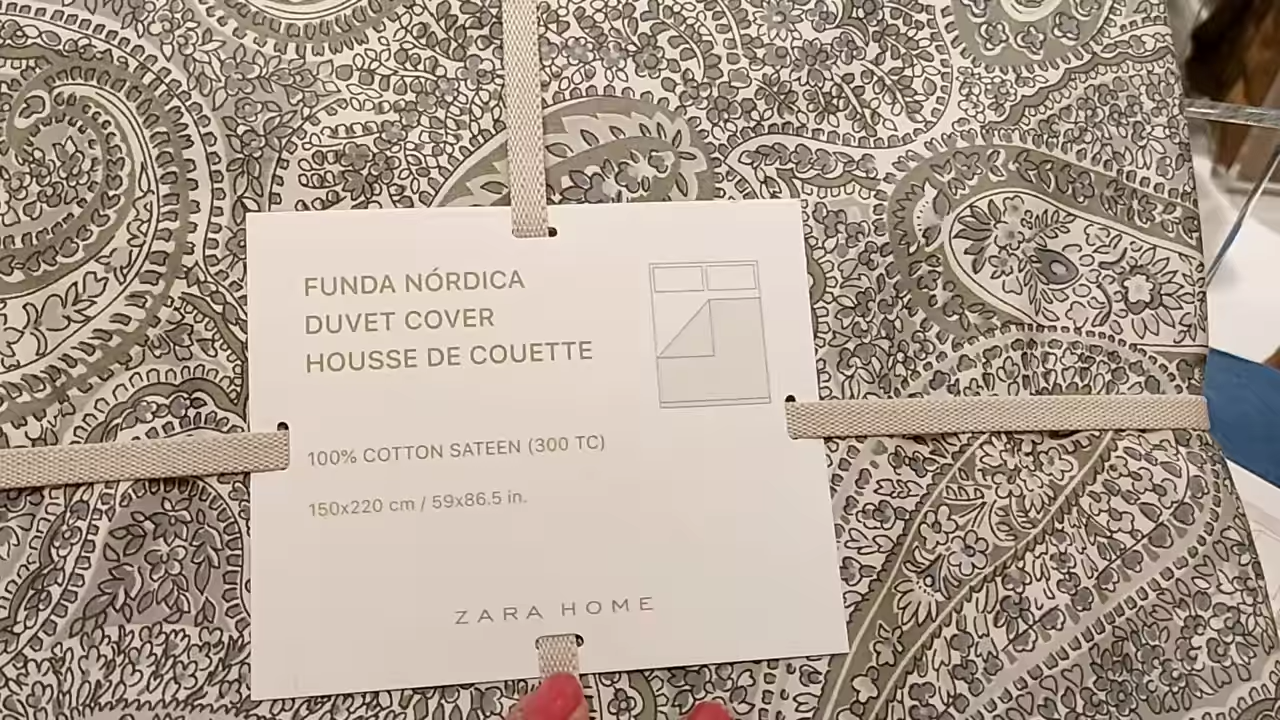 FUNDA NÓRDICA
DUVET COVER
HOUSSE DE COUETTE
100% COTTON SATEEN (300 TC)
150x220 cm / 59x86.5 in.
ZARA HOME